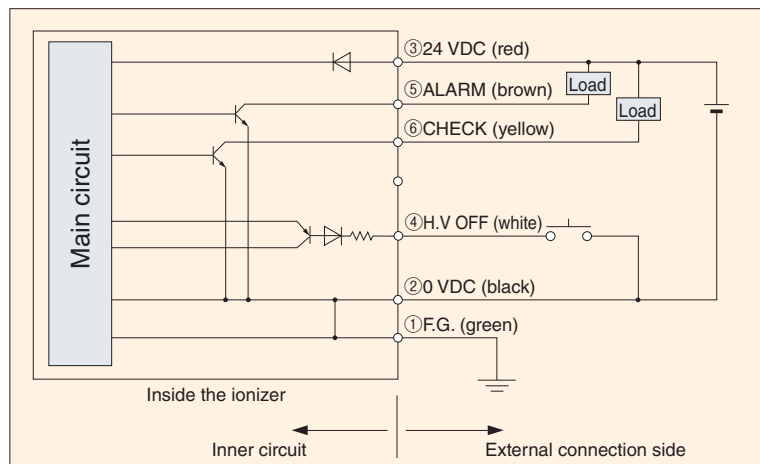 Main circuit
③24 VDC (red)
⑤ALARM (brown)
Load
Load
⑥CHECK (yellow)
④H.V OFF (white)
②0 VDC (black)
①F.G. (green)
Inside the ionizer
Inner circuit
External connection side